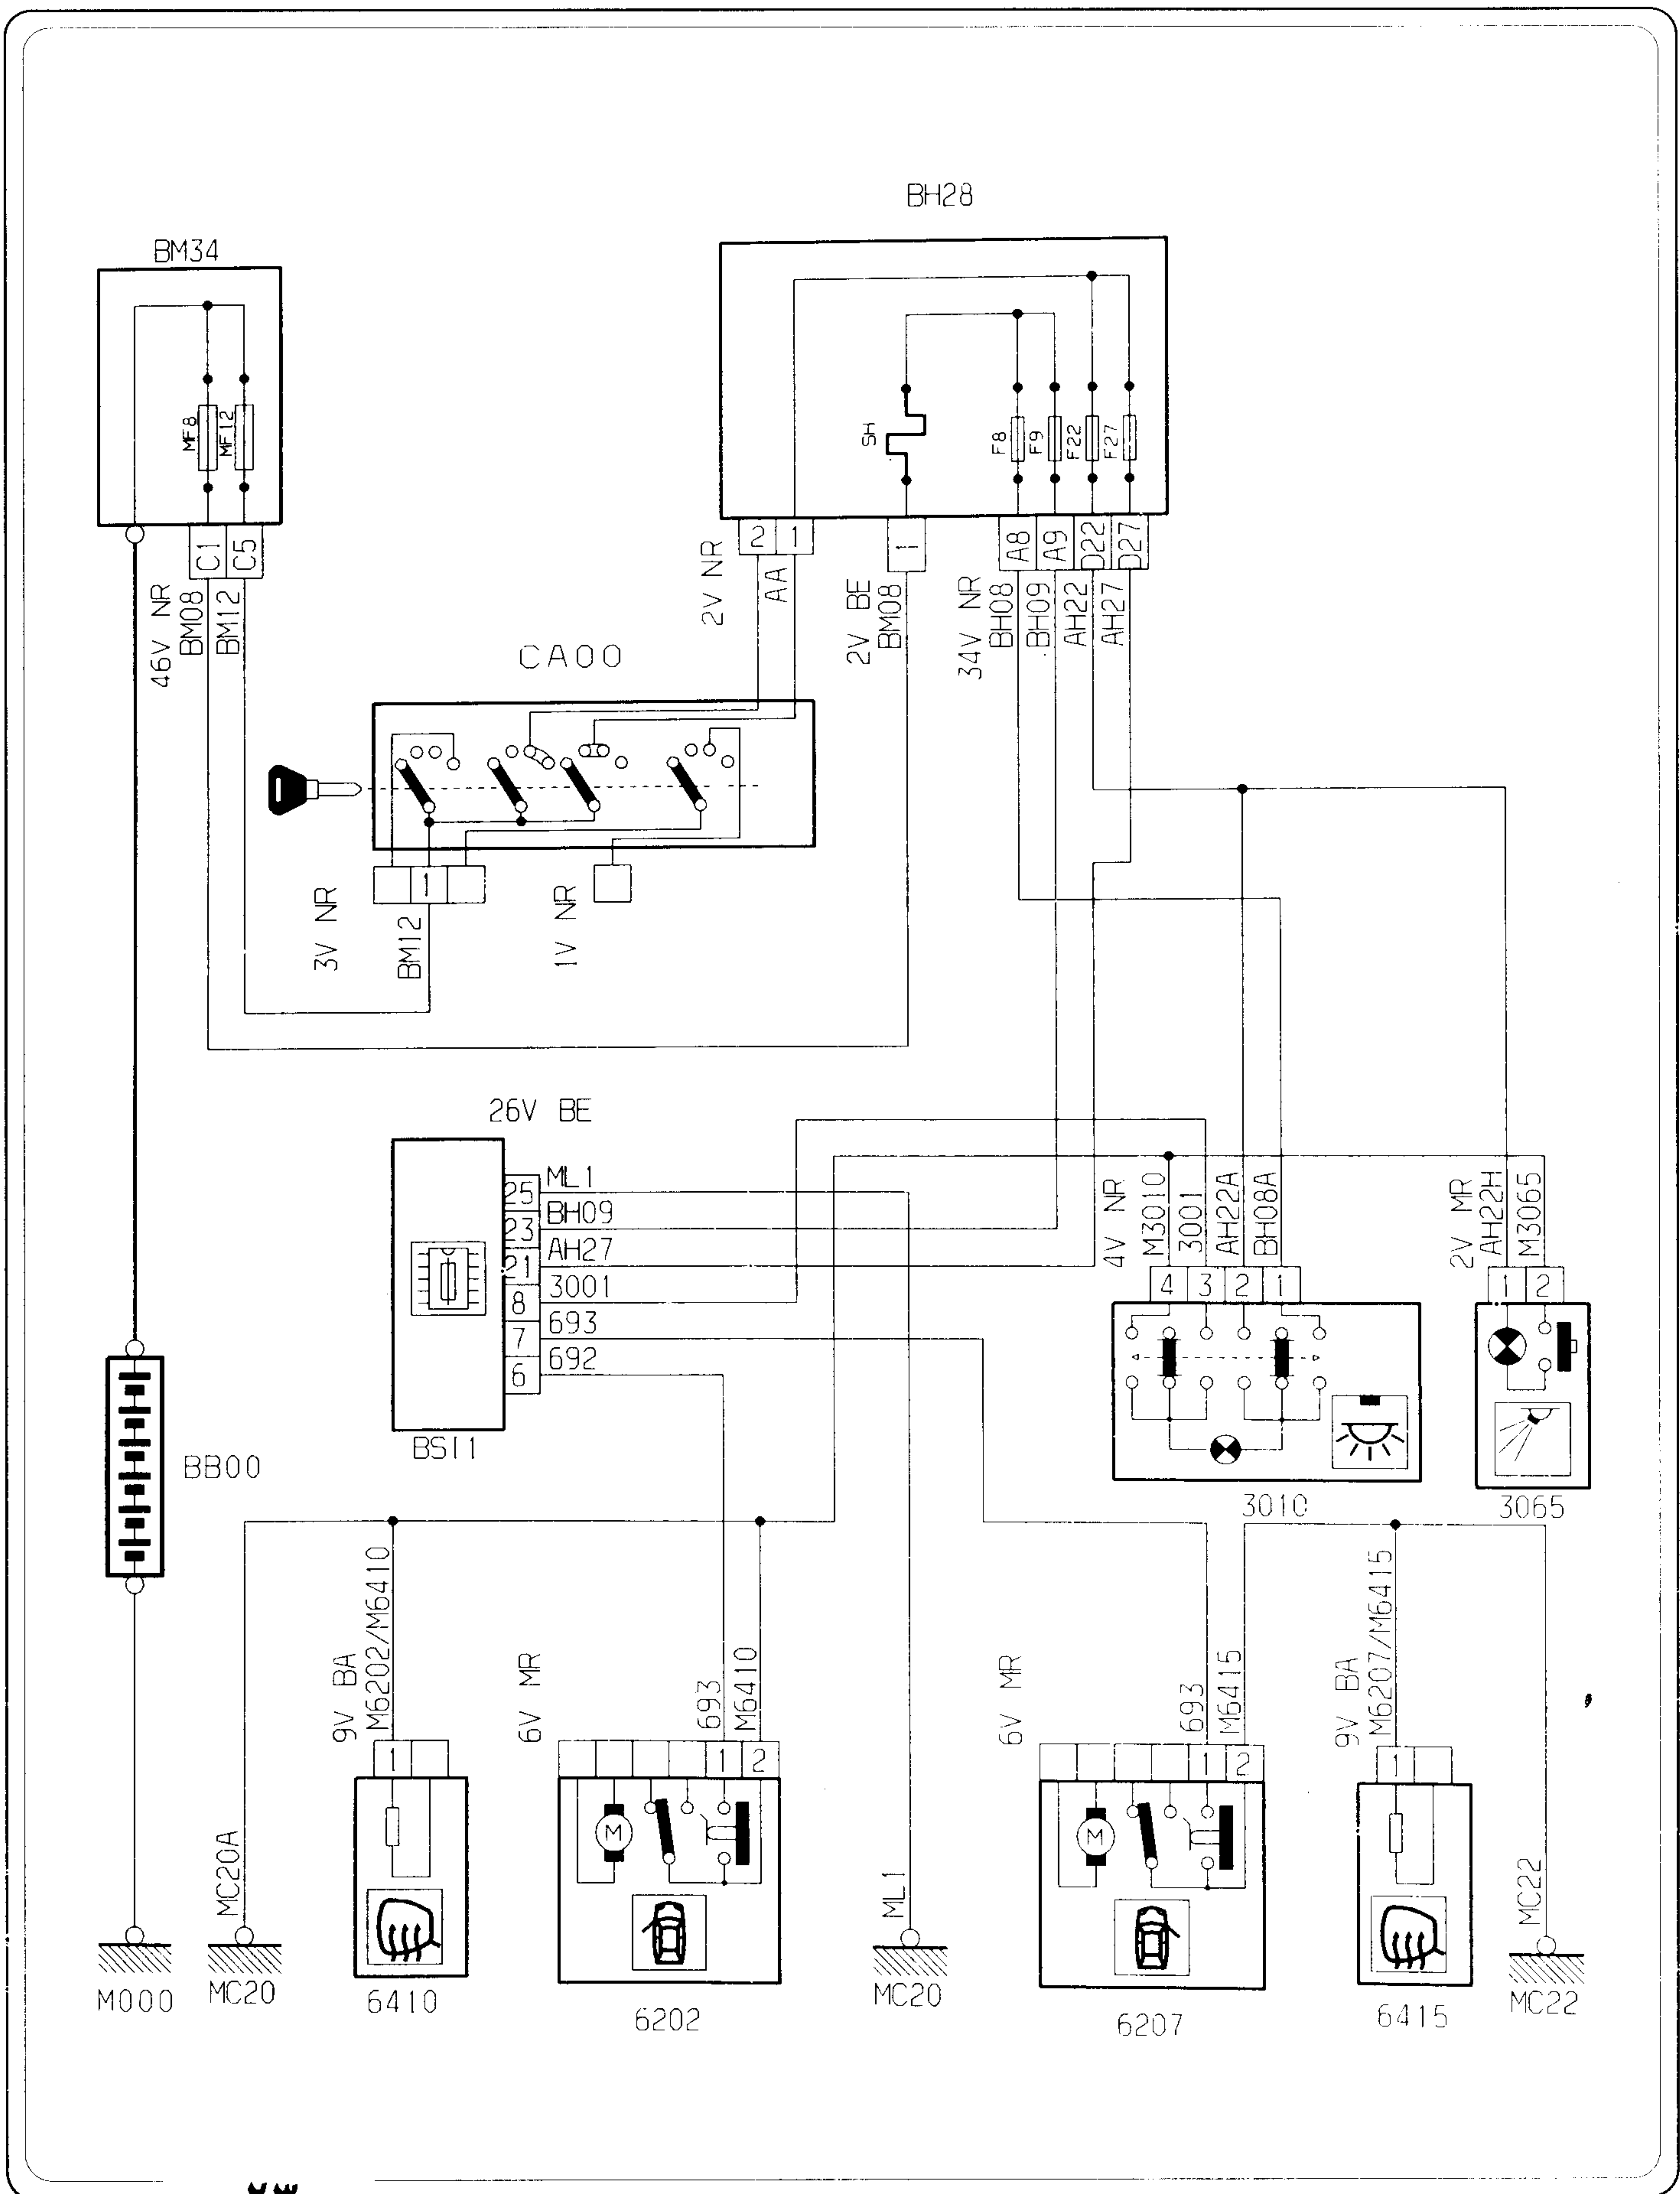 BH28
BM34
MF8
MF12
SH
F8
F9
F22
F27
C1
C5
2
1
1
A8
A9
D22
D27
46V NR
BM08
BM12
2V NR
AA
2V BE
BM08
34V NR
BH08
BH09
AH22
AH27
CA00
1
3V NR
BM12
1V NR
26V BE
25
ML1
23
BH09
21
AH27
8
3001
7
693
6
692
BSI1
4V NR
M3010
3001
AH22A
BH08A
4
3
2
1
2V MR
AH22H
M3065
1
2
3010
3065
BB00
9V BA
M6202/M6410
1
6V MR
693
M6410
1
2
M
6V MR
693
M6415
1
2
M
9V BA
M6207/M6415
1
MC20A
ML1
MC22
M000
MC20
6410
6202
MC20
6207
6415
MC22